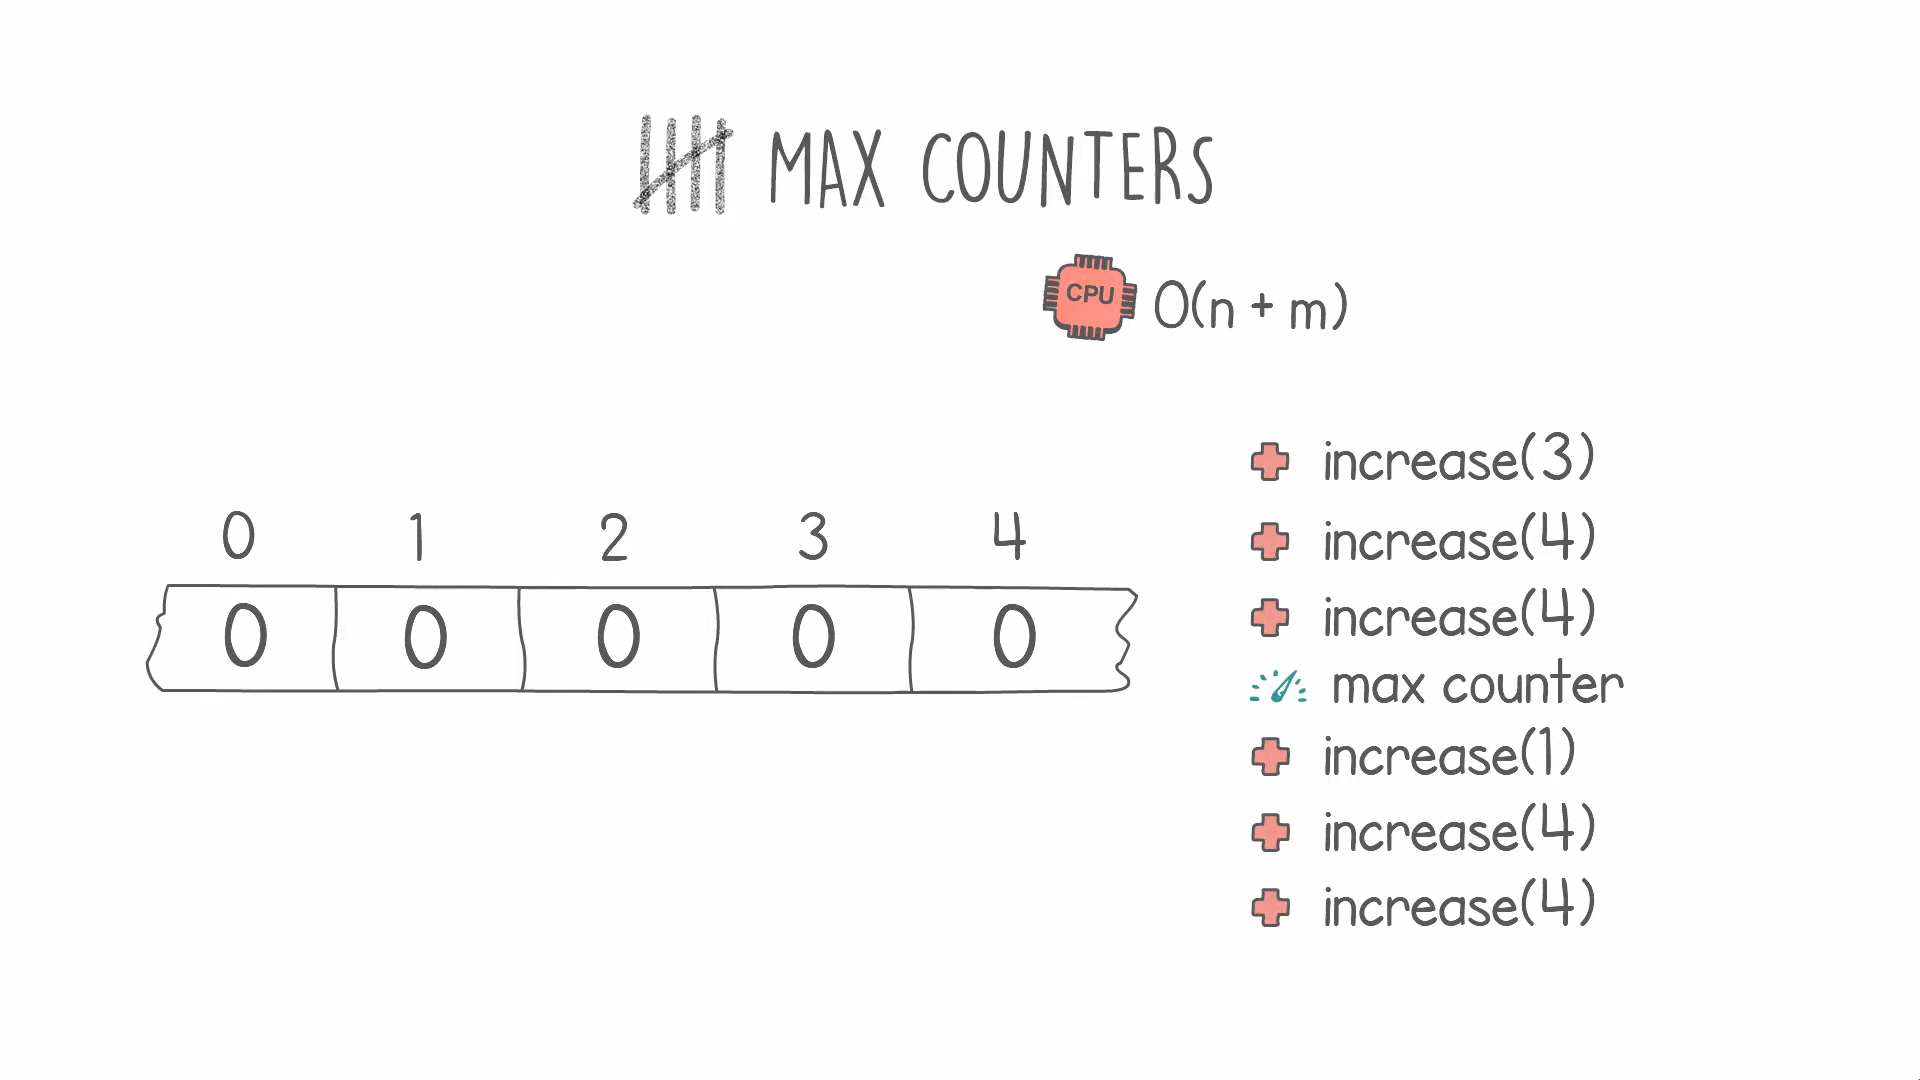 MAX COUNTERS
CPU O(n + m)
0 1 2 3 4
0 0 0 0 0
increase(3)
increase(4)
increase(4)
max counter
increase(1)
increase(4)
increase(4)